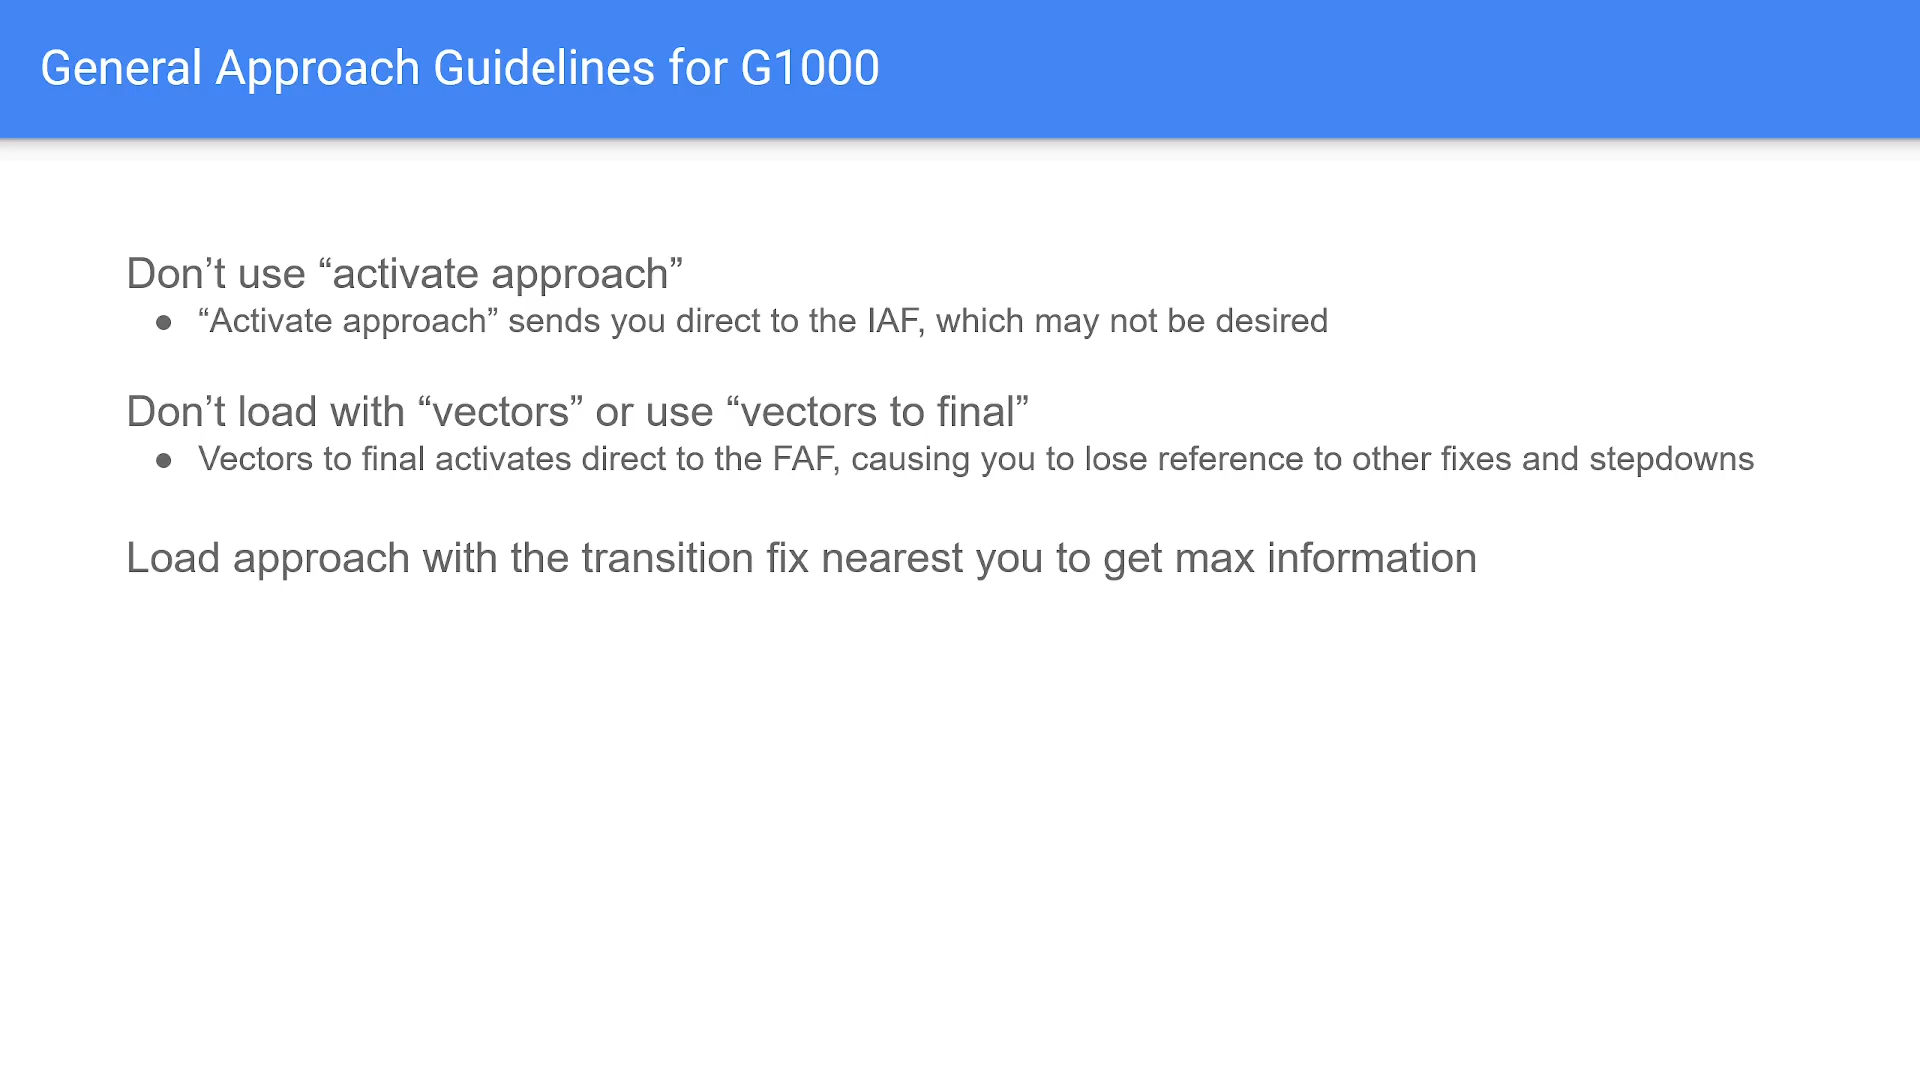 General Approach Guidelines for G1000
Don’t use “activate approach”
● “Activate approach” sends you direct to the IAF, which may not be desired
Don’t load with “vectors” or use “vectors to final”
● Vectors to final activates direct to the FAF, causing you to lose reference to other fixes and stepdowns
Load approach with the transition fix nearest you to get max information